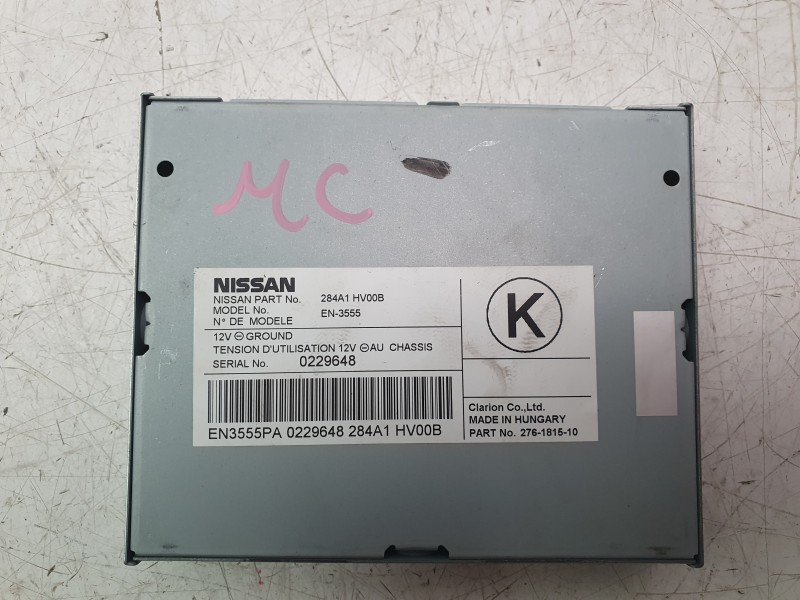 MC
NISSAN
NISSAN PART No. 284A1 HV00B
MODEL No. EN-3555
N° DE MODELE
12V ⊖ GROUND
TENSION D'UTILISATION 12V ⊖ AU CHASSIS
SERIAL No. 0229648
EN3555PA 0229648 284A1 HV00B
K
Clarion Co.,Ltd.
MADE IN HUNGARY
PART No. 276-1815-10